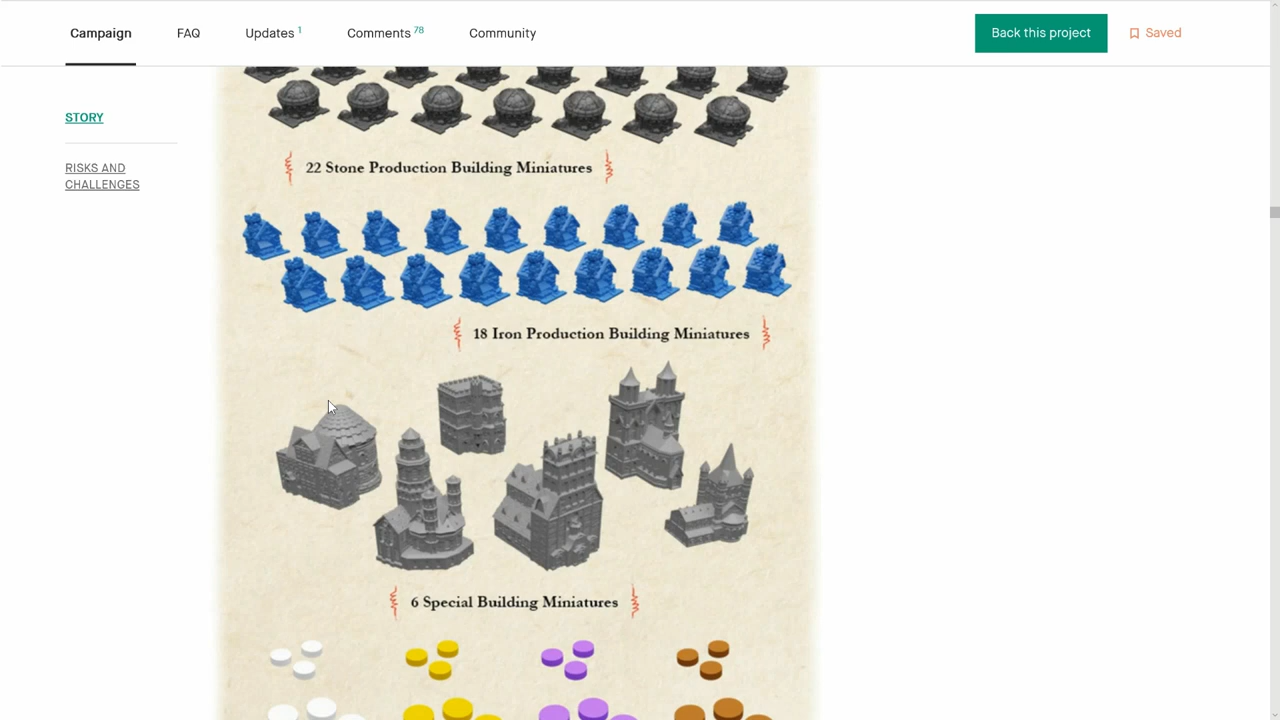 Campaign FAQ Updates 1 Comments 78 Community Back this project Saved
STORY
RISKS AND
CHALLENGES
22 Stone Production Building Miniatures
18 Iron Production Building Miniatures
6 Special Building Miniatures